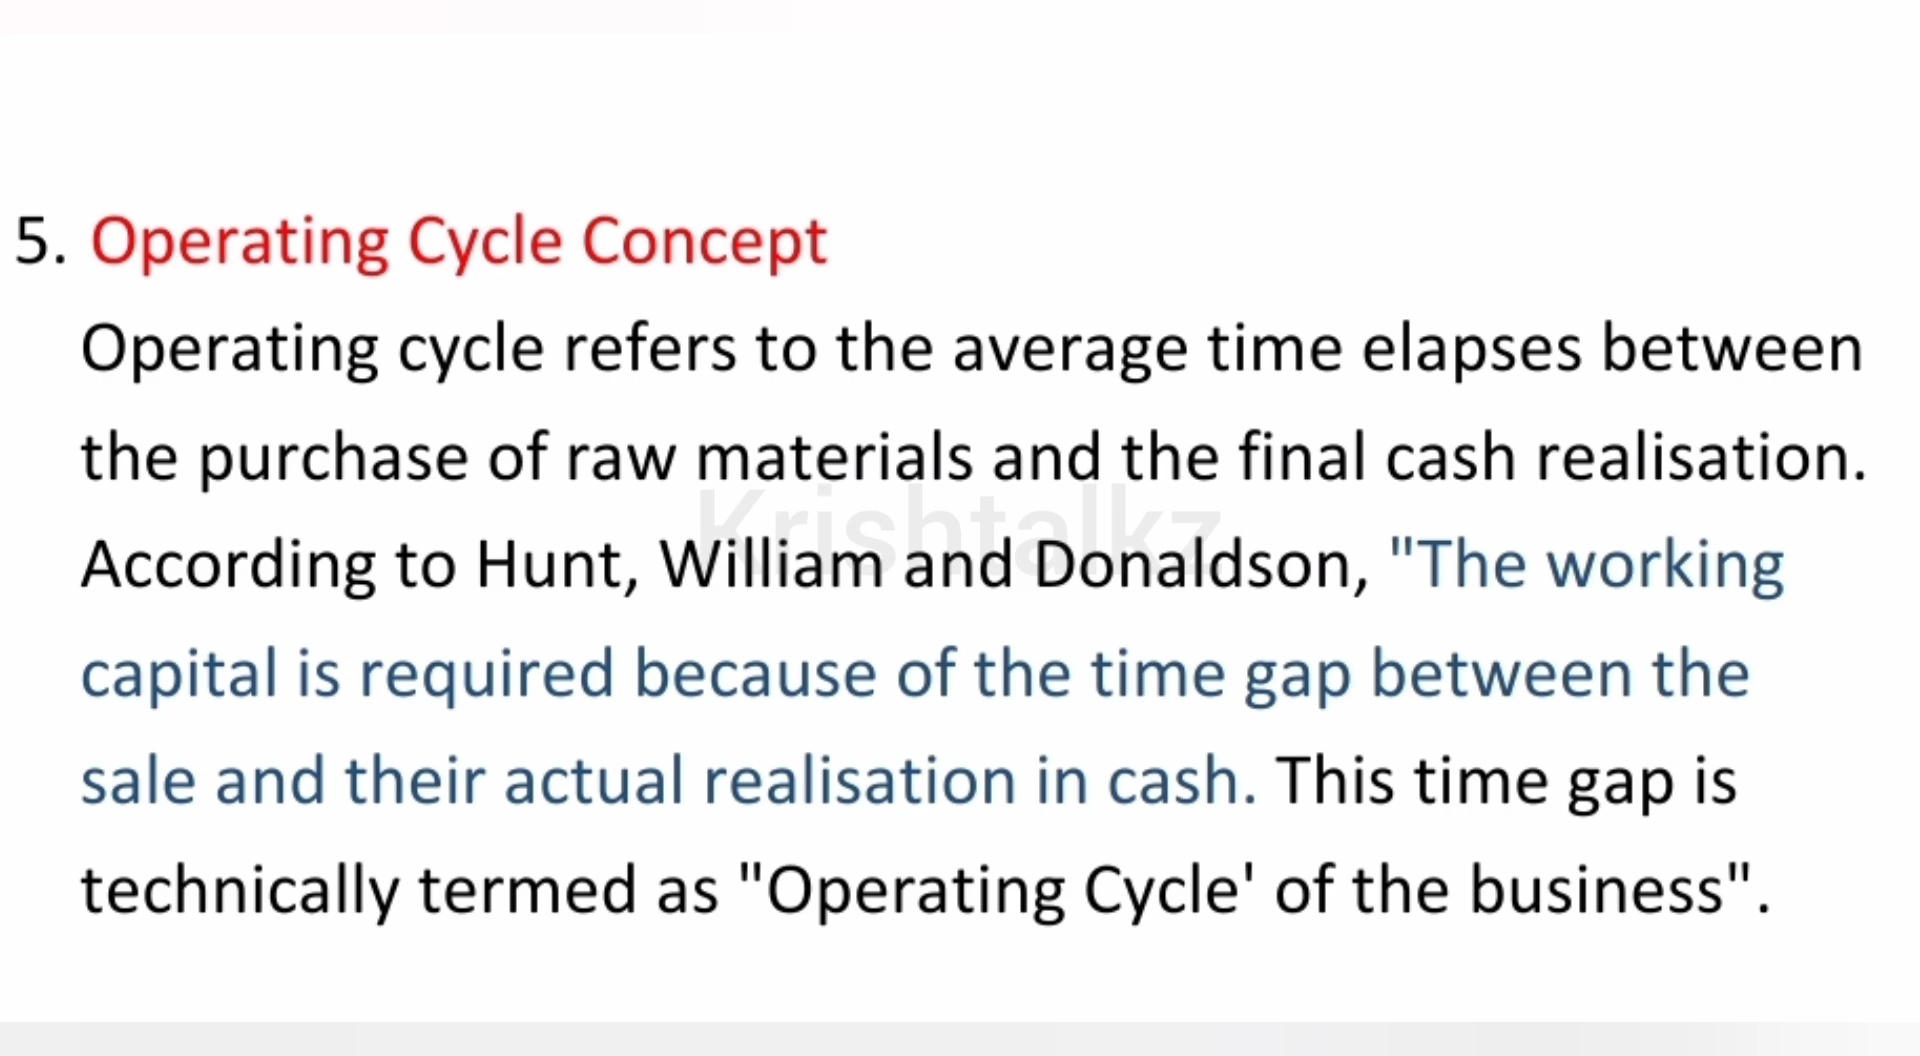 5. Operating Cycle Concept
Operating cycle refers to the average time elapses between
the purchase of raw materials and the final cash realisation.
Krishtalkz
According to Hunt, William and Donaldson, "The working
capital is required because of the time gap between the
sale and their actual realisation in cash. This time gap is
technically termed as "Operating Cycle' of the business".